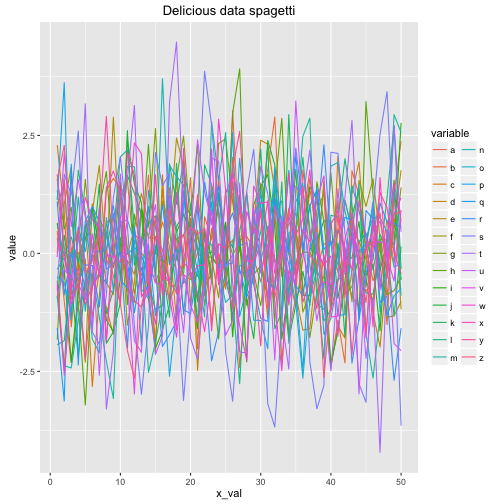 Delicious data spagetti
value
2.5
0.0
-2.5
0
10
20
30
40
50
x_val
variable
a
b
c
d
e
f
g
h
i
j
k
l
m
n
o
p
q
r
s
t
u
v
w
x
y
z